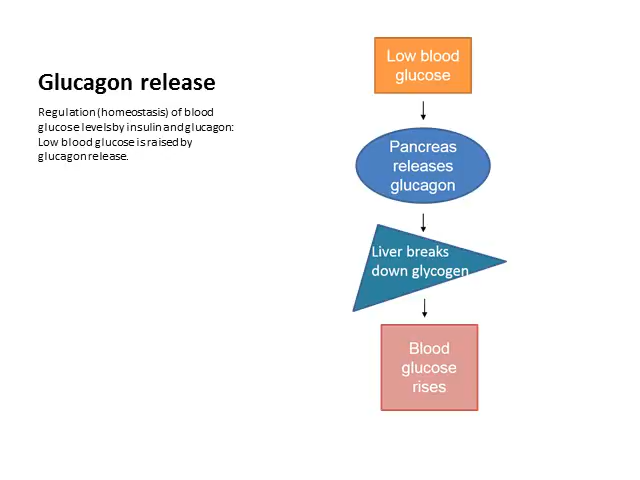 Glucagon release
Regulation (homeostasis) of blood
glucose levels by insulin and glucagon:
Low blood glucose is raised by
glucagon release.
Low blood
glucose
Pancreas
releases
glucagon
Liver breaks
down glycogen
Blood
glucose
rises